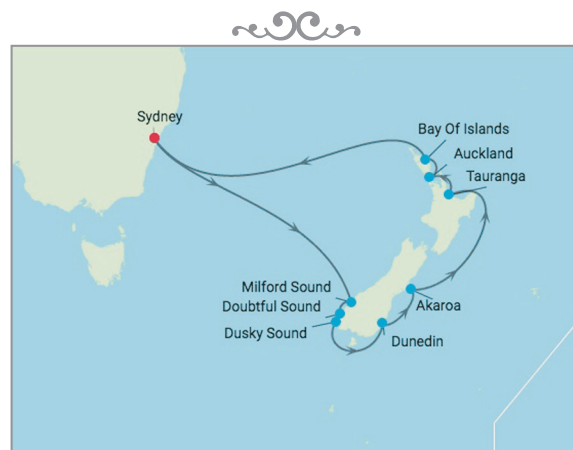 Sydney
Bay Of Islands
Auckland
Tauranga
Milford Sound
Doubtful Sound
Akaroa
Dusky Sound
Dunedin